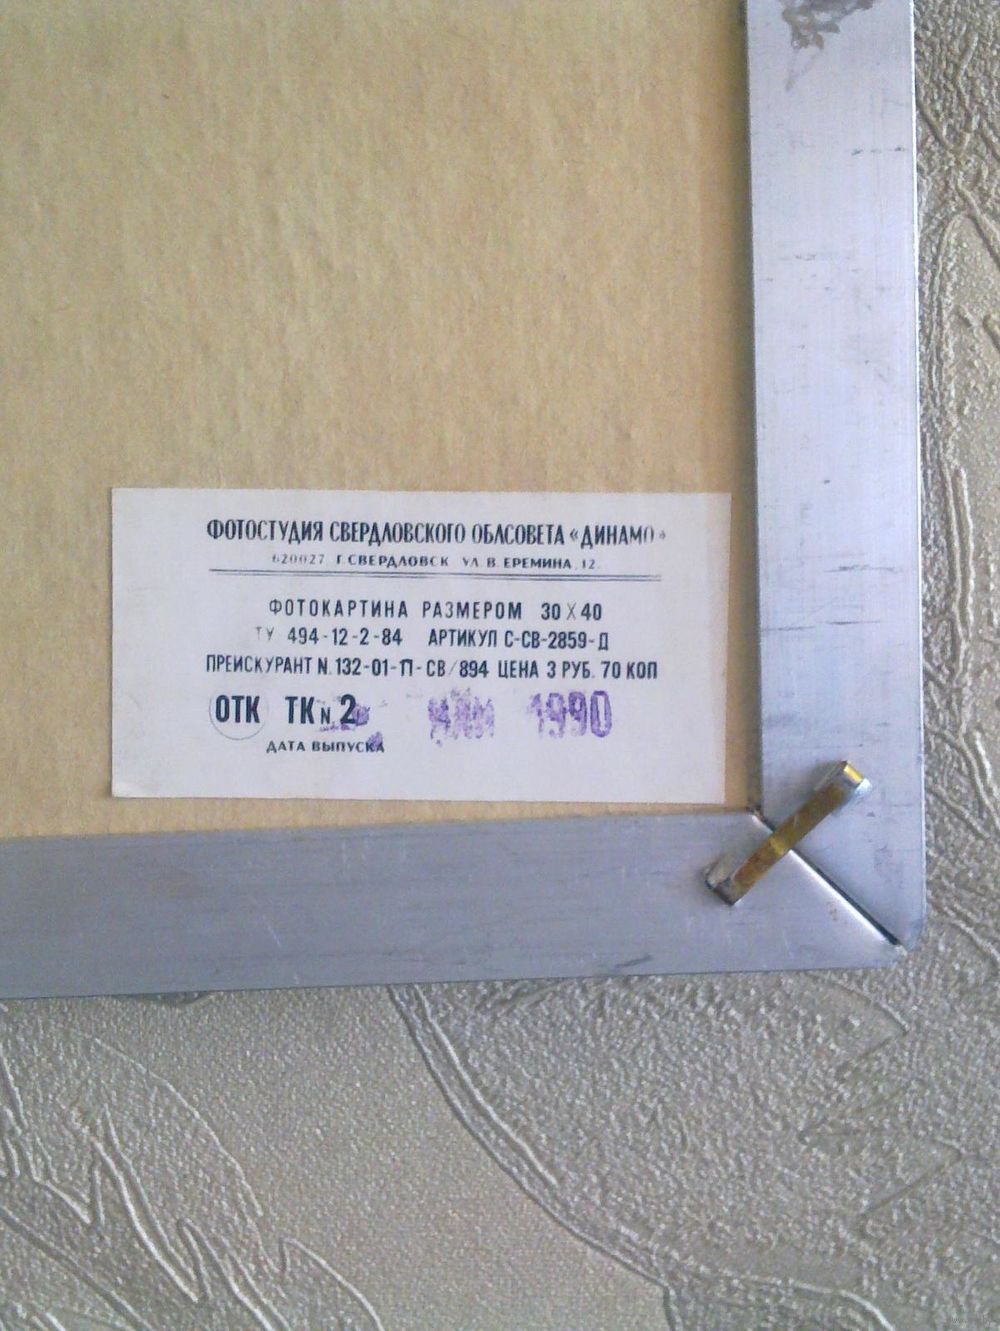 ФОТОСТУДИЯ СВЕРДЛОВСКОГО ОБЛСОВЕТА «ДИНАМО»
620027 Г.СВЕРДЛОВСК УЛ В.ЕРЕМИНА, 12.
ФОТОКАРТИНА РАЗМЕРОМ 30Х40
ТУ 494-12-2-84 АРТИКУЛ С-СВ-2859-Д
ПРЕЙСКУРАНТ N.132-01-П-СВ/894 ЦЕНА 3 РУБ. 70 КОП
ОТК ТК N.2 1990
ДАТА ВЫПУСКА